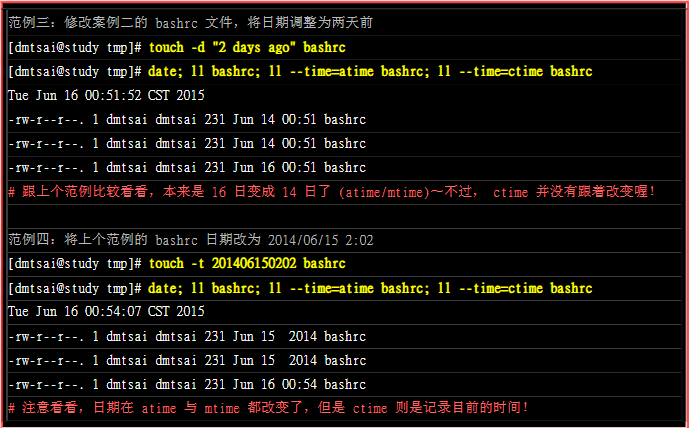 范例三：修改案例二的 bashrc 文件，将日期调整为两天前
[dmtsai@study tmp]# touch -d "2 days ago" bashrc
[dmtsai@study tmp]# date; ll bashrc; ll --time=atime bashrc; ll --time=ctime bashrc
Tue Jun 16 00:51:52 CST 2015
-rw-r--r--. 1 dmtsai dmtsai 231 Jun 14 00:51 bashrc
-rw-r--r--. 1 dmtsai dmtsai 231 Jun 14 00:51 bashrc
-rw-r--r--. 1 dmtsai dmtsai 231 Jun 16 00:51 bashrc
# 跟上个范例比较看看，本来是 16 日变成 14 日了 (atime/mtime)～不过， ctime 并没有跟着改变喔！
范例四：将上个范例的 bashrc 日期改为 2014/06/15 2:02
[dmtsai@study tmp]# touch -t 201406150202 bashrc
[dmtsai@study tmp]# date; ll bashrc; ll --time=atime bashrc; ll --time=ctime bashrc
Tue Jun 16 00:54:07 CST 2015
-rw-r--r--. 1 dmtsai dmtsai 231 Jun 15  2014 bashrc
-rw-r--r--. 1 dmtsai dmtsai 231 Jun 15  2014 bashrc
-rw-r--r--. 1 dmtsai dmtsai 231 Jun 16 00:54 bashrc
# 注意看看，日期在 atime 与 mtime 都改变了，但是 ctime 则是记录目前的时间！